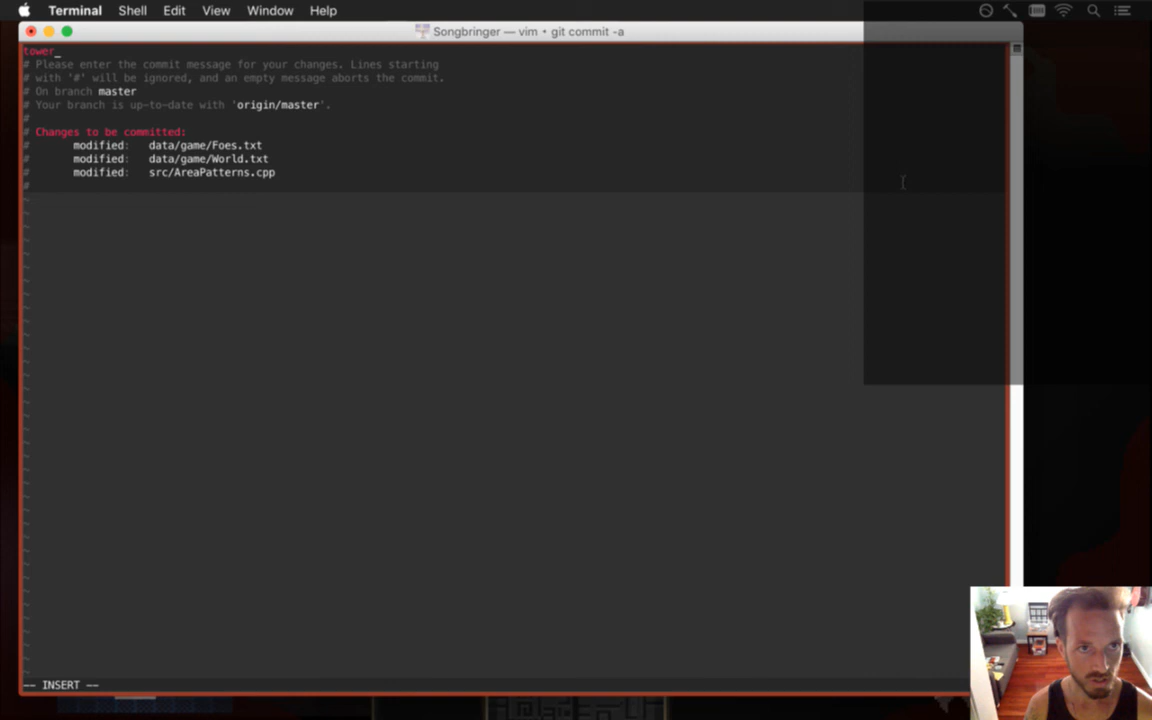 Terminal Shell Edit View Window Help
Songbringer — vim • git commit -a
tower_
# Please enter the commit message for your changes. Lines starting
# with '#' will be ignored, and an empty message aborts the commit.
# On branch master
# Your branch is up-to-date with 'origin/master'.
#
# Changes to be committed:
#       modified:   data/game/Foes.txt
#       modified:   data/game/World.txt
#       modified:   src/AreaPatterns.cpp
#
-- INSERT --